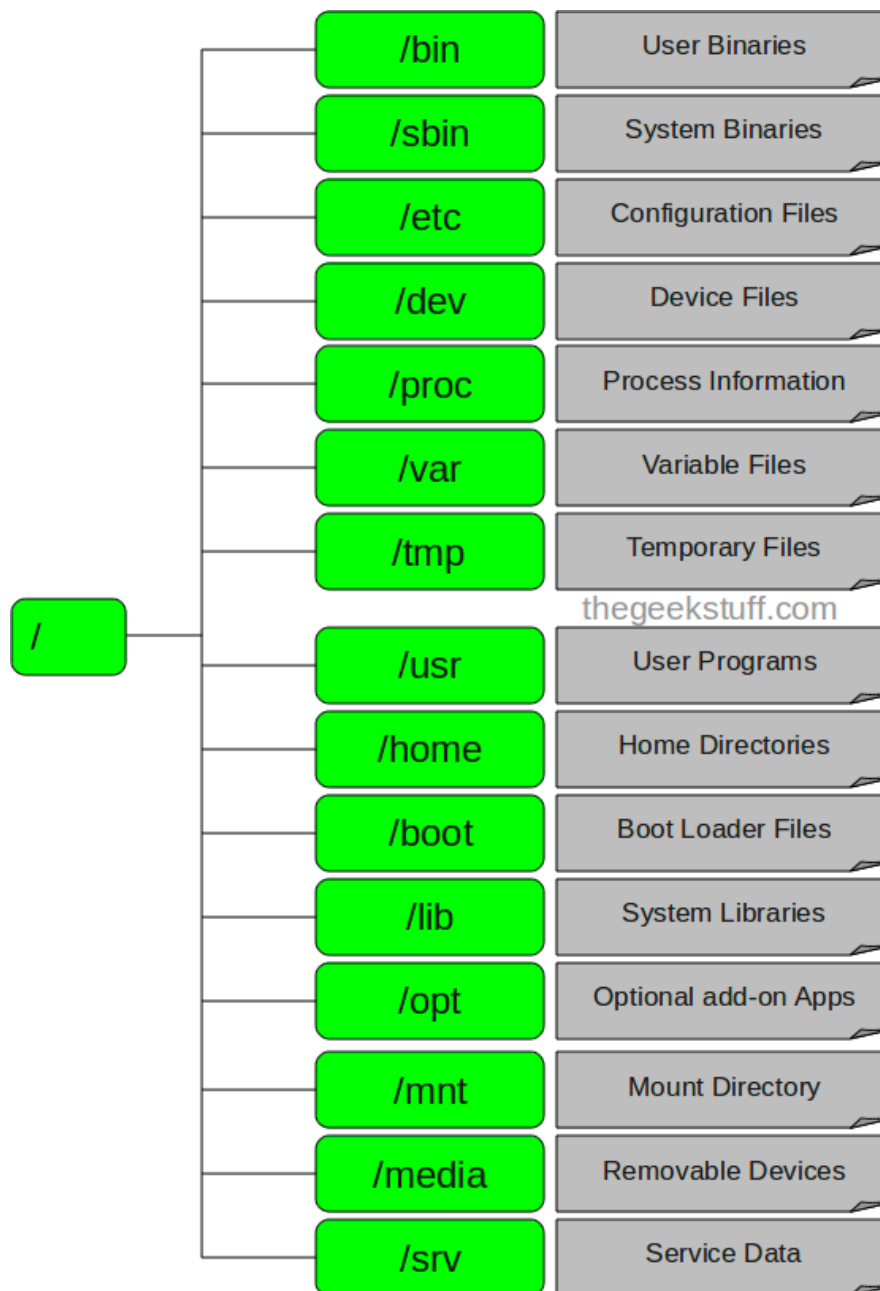 /bin User Binaries
/sbin System Binaries
/etc Configuration Files
/dev Device Files
/proc Process Information
/var Variable Files
/tmp Temporary Files
thegeekstuff.com
/
/usr User Programs
/home Home Directories
/boot Boot Loader Files
/lib System Libraries
/opt Optional add-on Apps
/mnt Mount Directory
/media Removable Devices
/srv Service Data